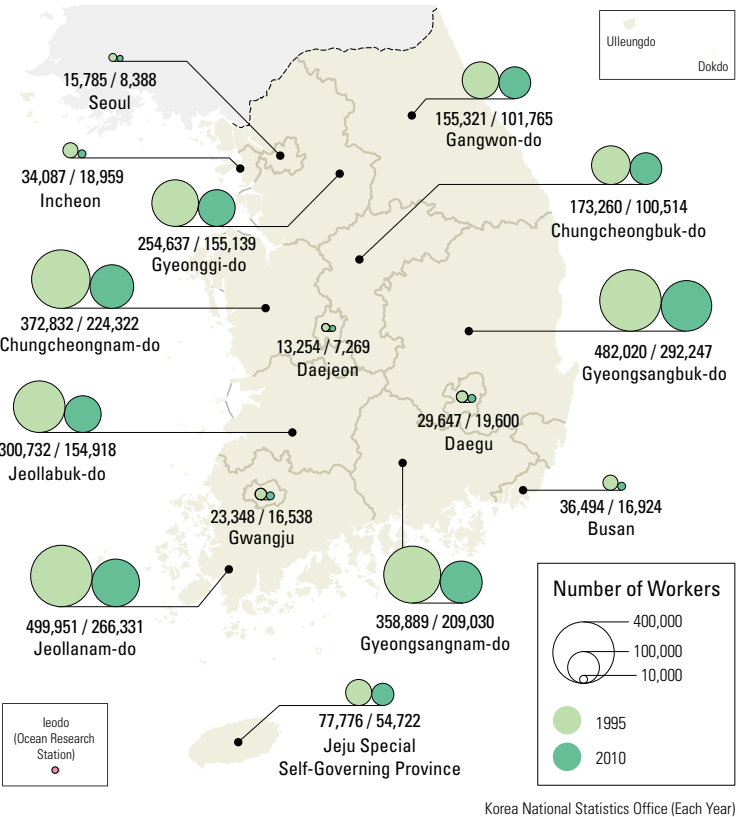 Ulleungdo
Dokdo
15,785 / 8,388
Seoul
155,321 / 101,765
Gangwon-do
34,087 / 18,959
Incheon
173,260 / 100,514
Chungcheongbuk-do
254,637 / 155,139
Gyeonggi-do
372,832 / 224,322
Chungcheongnam-do
13,254 / 7,269
Daejeon
482,020 / 292,247
Gyeongsangbuk-do
300,732 / 154,918
Jeollabuk-do
29,647 / 19,600
Daegu
23,348 / 16,538
Gwangju
36,494 / 16,924
Busan
499,951 / 266,331
Jeollanam-do
358,889 / 209,030
Gyeongsangnam-do
Number of Workers
400,000
100,000
10,000
1995
2010
77,776 / 54,722
Jeju Special
Self-Governing Province
Ieodo
(Ocean Research
Station)
Korea National Statistics Office (Each Year)